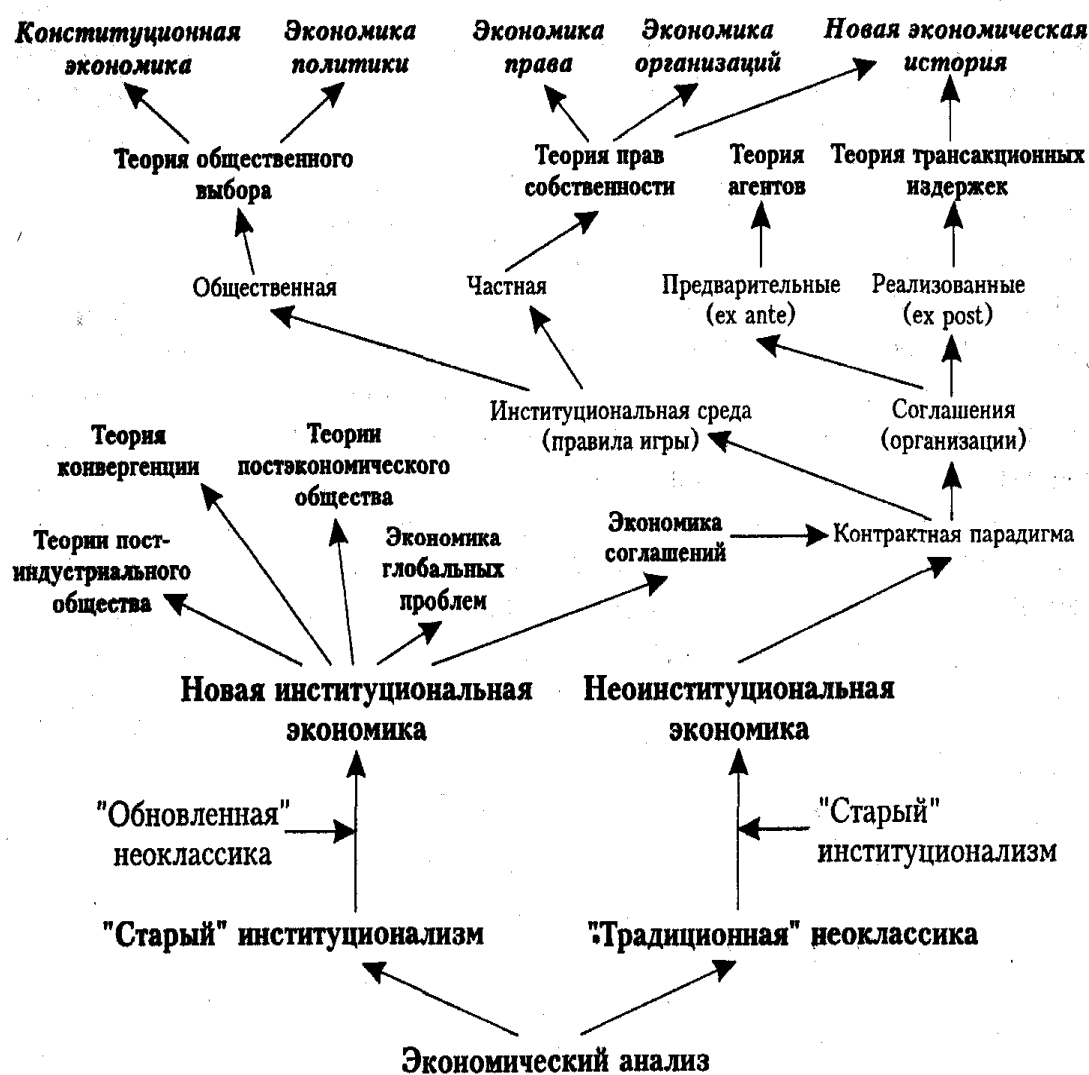 Конституционная
экономика
Экономика
политики
Экономика
права
Экономика
организаций
Новая экономическая
история
Теория общественного
выбора
Теория прав
собственности
Теория
агентов
Теория трансакционных
издержек
Общественная
Частная
Предварительные
(ex ante)
Реализованные
(ex post)
Институциональная среда
(правила игры)
Соглашения
(организации)
Теория
конвергенции
Теории
постэкономического
общества
Теории пост-
индустриального
общества
Экономика
глобальных
проблем
Экономика
соглашений
Контрактная парадигма
Новая институциональная
экономика
Неоинституциональная
экономика
"Обновленная"
неоклассика
"Старый"
институционализм
"Старый" институционализм
"Традиционная" неоклассика
Экономический анализ